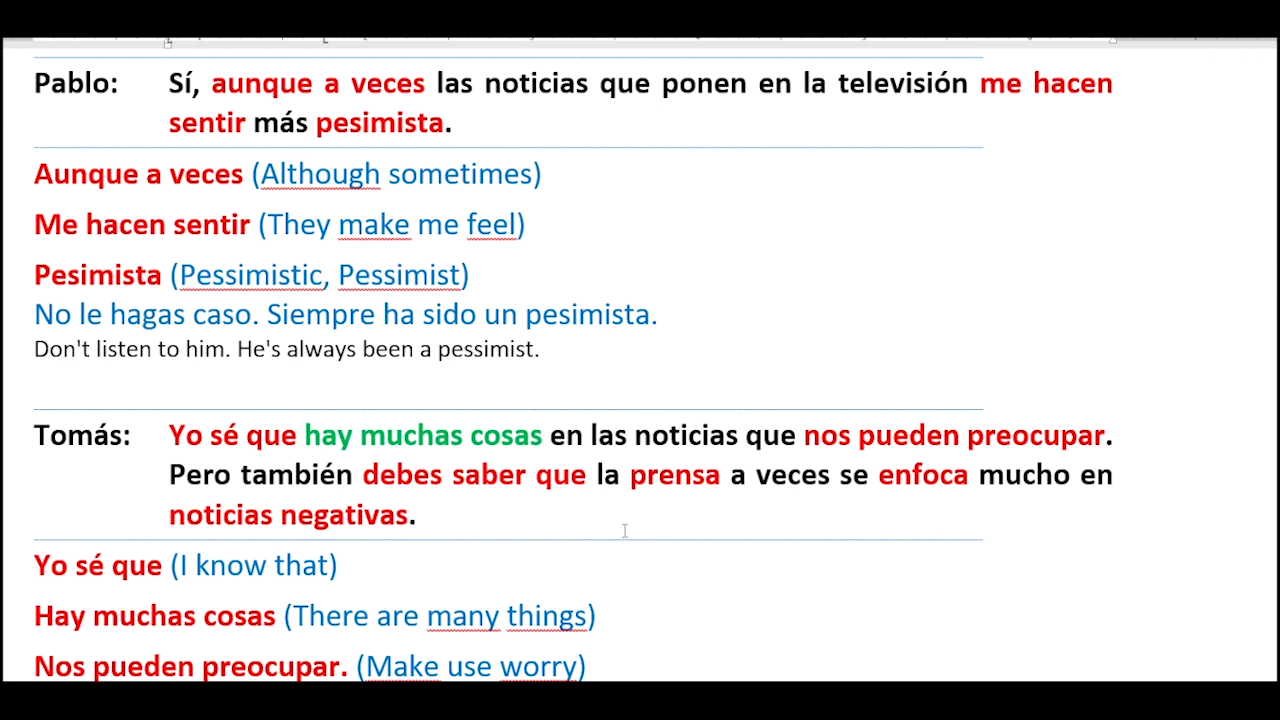 Pablo: Sí, aunque a veces las noticias que ponen en la televisión me hacen
sentir más pesimista.
Aunque a veces (Although sometimes)
Me hacen sentir (They make me feel)
Pesimista (Pessimistic, Pessimist)
No le hagas caso. Siempre ha sido un pesimista.
Don't listen to him. He's always been a pessimist.
Tomás: Yo sé que hay muchas cosas en las noticias que nos pueden preocupar.
Pero también debes saber que la prensa a veces se enfoca mucho en
noticias negativas.
Yo sé que (I know that)
Hay muchas cosas (There are many things)
Nos pueden preocupar. (Make use worry)